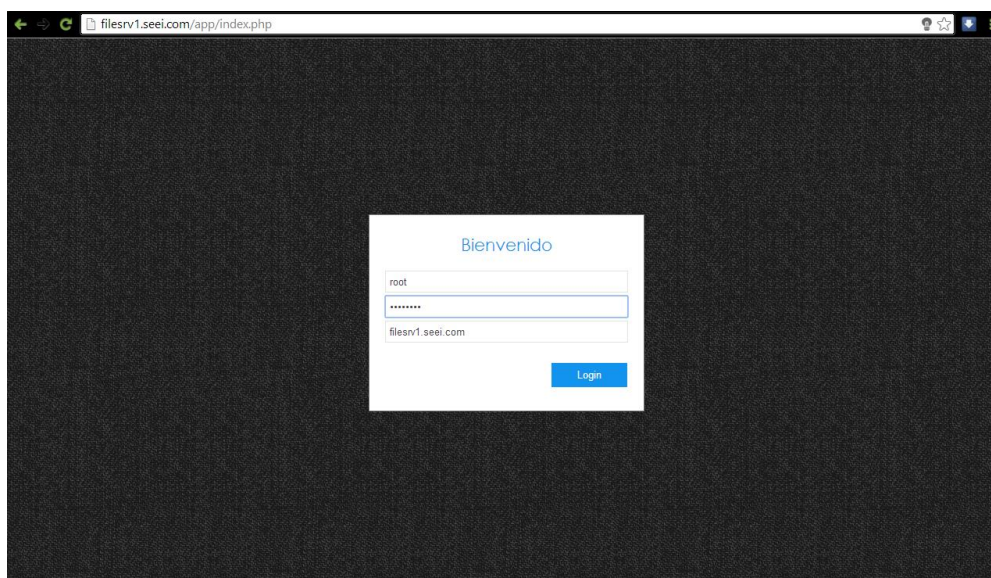 filesrv1.seei.com/app/index.php
Bienvenido
root
••••••••
filesrv1.seei.com
Login